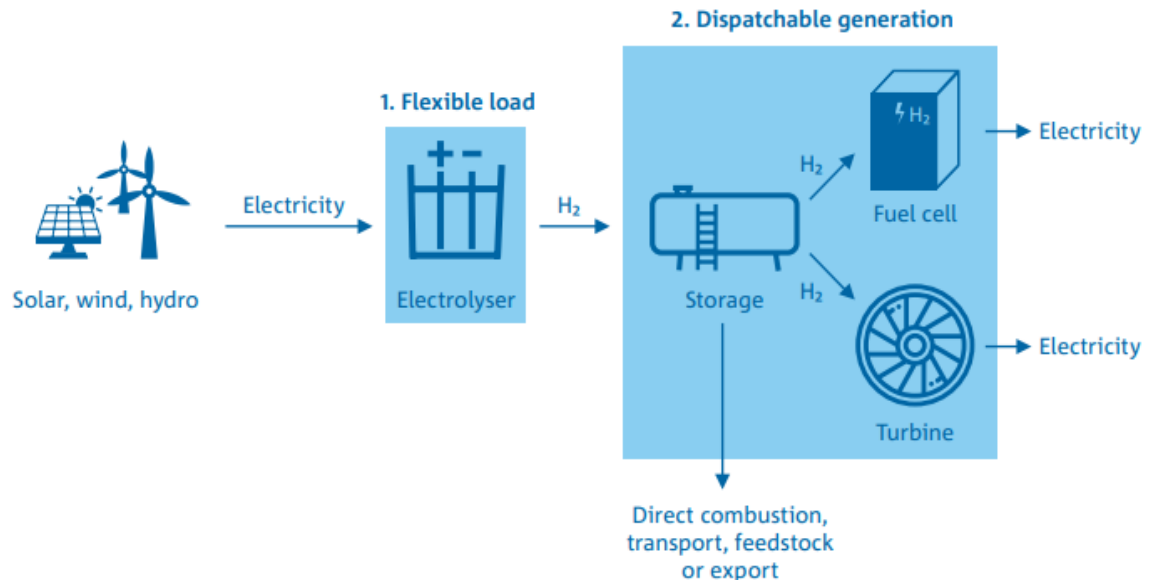 2. Dispatchable generation
1. Flexible load
+ −
H₂
Electricity
Electricity
H₂
H₂
Fuel cell
Solar, wind, hydro
Electrolyser
Storage
H₂
Electricity
Turbine
Direct combustion,
transport, feedstock
or export